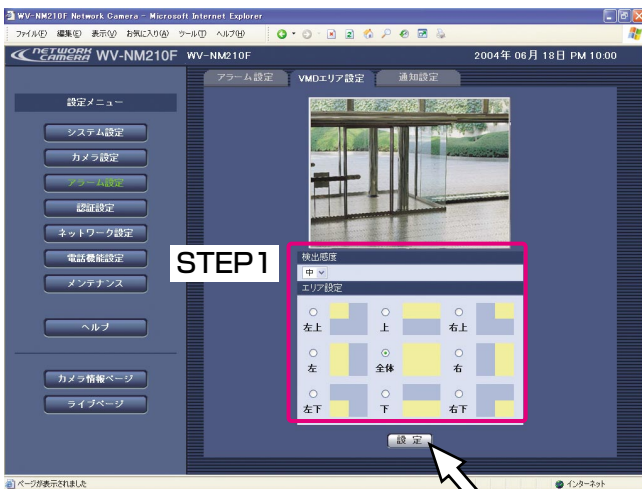 WV-NM210F Network Camera - Microsoft Internet Explorer
ファイル(F) 編集(E) 表示(V) お気に入り(A) ツール(T) ヘルプ(H)
NETWORK CAMERA WV-NM210F WV-NM210F 2004年 06月 18日 PM 10:00
アラーム設定 VMDエリア設定 通知設定
設定メニュー
システム設定
カメラ設定
アラーム設定
認証設定
ネットワーク設定
電話機能設定
メンテナンス
ヘルプ
カメラ情報ページ
ライブページ
STEP1
検出感度
中
エリア設定
左上 上 右上
左 全体 右
左下 下 右下
設定
ページが表示されました インターネット